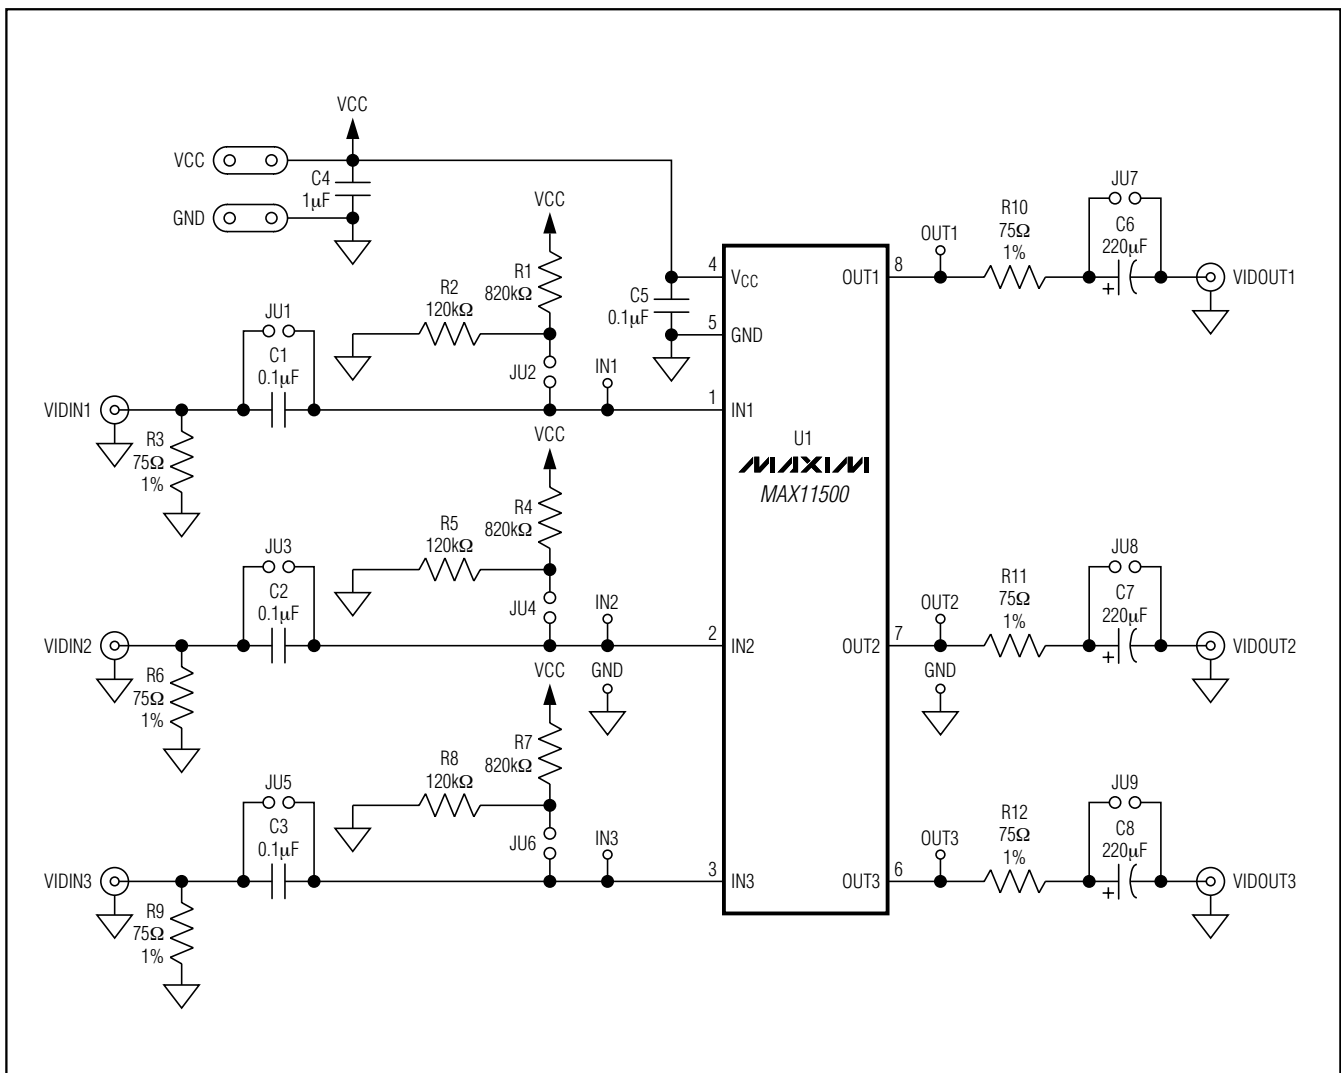 VCC
VCC
C4
1µF
GND
VCC
R1
820kΩ
R2
120kΩ
JU1
C1
0.1µF
JU2
IN1
VIDIN1
R3
75Ω
1%
C5
0.1µF
4
VCC
5
GND
1
IN1
U1
MAXIM
MAX11500
OUT1
8
OUT1
R10
75Ω
1%
JU7
C6
220µF
+
VIDOUT1
VCC
R4
820kΩ
R5
120kΩ
JU3
C2
0.1µF
JU4
IN2
VIDIN2
R6
75Ω
1%
GND
2
IN2
OUT2
7
OUT2
GND
R11
75Ω
1%
JU8
C7
220µF
+
VIDOUT2
VCC
R7
820kΩ
R8
120kΩ
JU5
C3
0.1µF
JU6
IN3
VIDIN3
R9
75Ω
1%
3
IN3
OUT3
6
OUT3
R12
75Ω
1%
JU9
C8
220µF
+
VIDOUT3